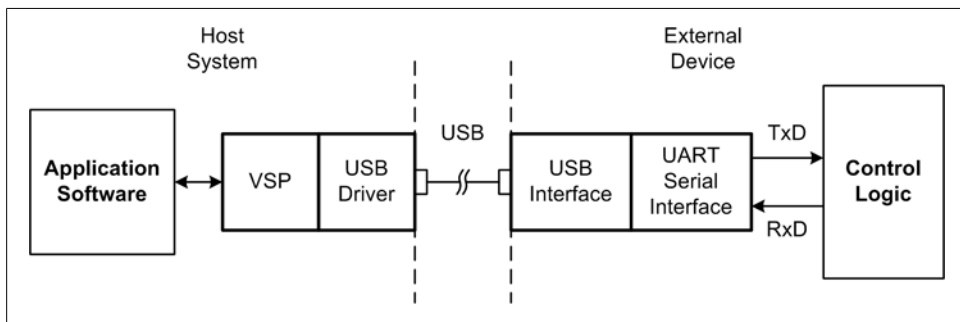 Host
System
External
Device
Application
Software
VSP
USB
Driver
USB
USB
Interface
UART
Serial
Interface
TxD
RxD
Control
Logic